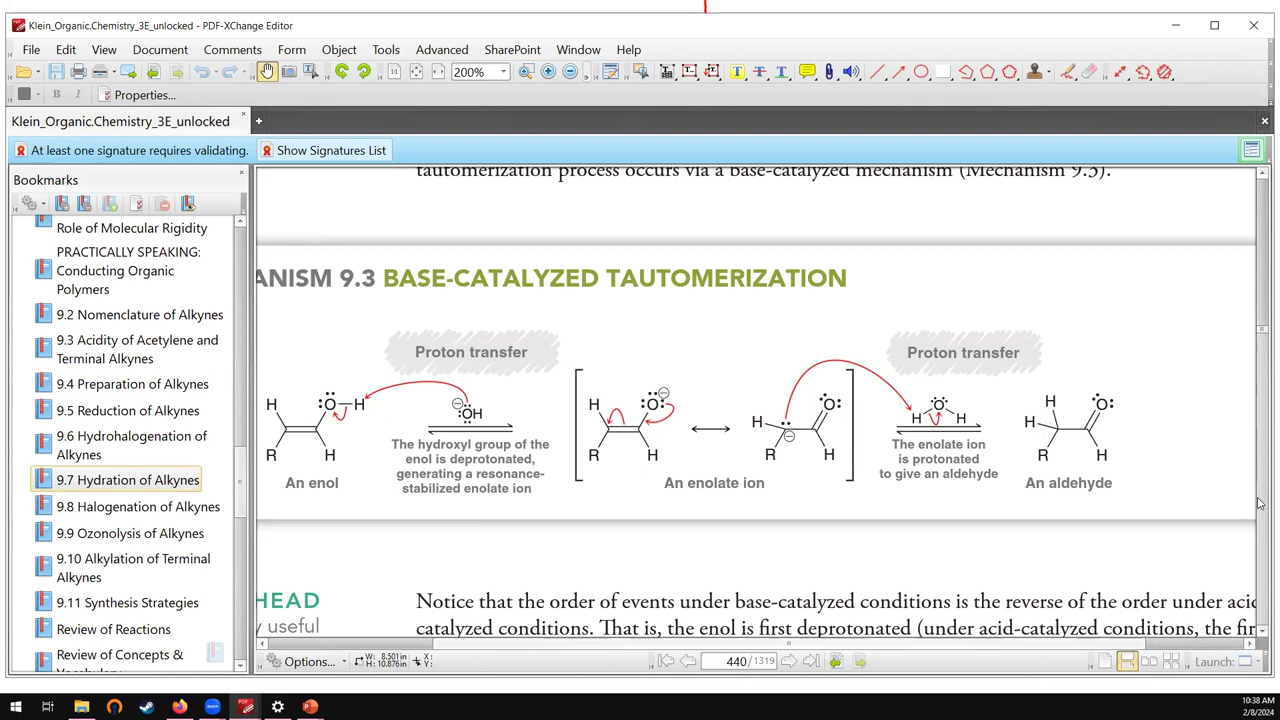 Klein_Organic.Chemistry_3E_unlocked - PDF-XChange Editor
File Edit View Document Comments Form Object Tools Advanced SharePoint Window Help
200%
B I Properties...
Klein_Organic.Chemistry_3E_unlocked
At least one signature requires validating. Show Signatures List
Bookmarks
Role of Molecular Rigidity
PRACTICALLY SPEAKING:
Conducting Organic
Polymers
9.2 Nomenclature of Alkynes
9.3 Acidity of Acetylene and
Terminal Alkynes
9.4 Preparation of Alkynes
9.5 Reduction of Alkynes
9.6 Hydrohalogenation of
Alkynes
9.7 Hydration of Alkynes
9.8 Halogenation of Alkynes
9.9 Ozonolysis of Alkynes
9.10 Alkylation of Terminal
Alkynes
9.11 Synthesis Strategies
Review of Reactions
Review of Concepts &
Vocabulary
tautomerization process occurs via a base-catalyzed mechanism (Mechanism 9.3).
ANISM 9.3 BASE-CATALYZED TAUTOMERIZATION
Proton transfer
Proton transfer
H O H
R H
OH
The hydroxyl group of the
enol is deprotonated,
generating a resonance-
stabilized enolate ion
An enol
H O
R H
H O
R H
An enolate ion
H O H
The enolate ion
is protonated
to give an aldehyde
H O
H
R H
An aldehyde
HEAD
y useful
Notice that the order of events under base-catalyzed conditions is the reverse of the order under acid
catalyzed conditions. That is, the enol is first deprotonated (under acid-catalyzed conditions, the fir
Options... W: 8.501in H: 10.876in X: Y: 440 / 1319 Launch:
10:38 AM
2/8/2024